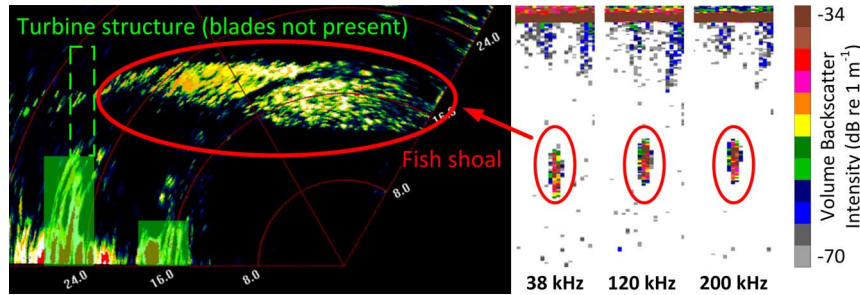 Turbine structure (blades not present)
24.0
16.0
8.0
Fish shoal
24.0
16.0
8.0
38 kHz
120 kHz
200 kHz
-34
-70
Volume Backscatter
Intensity (dB re 1 m⁻¹)